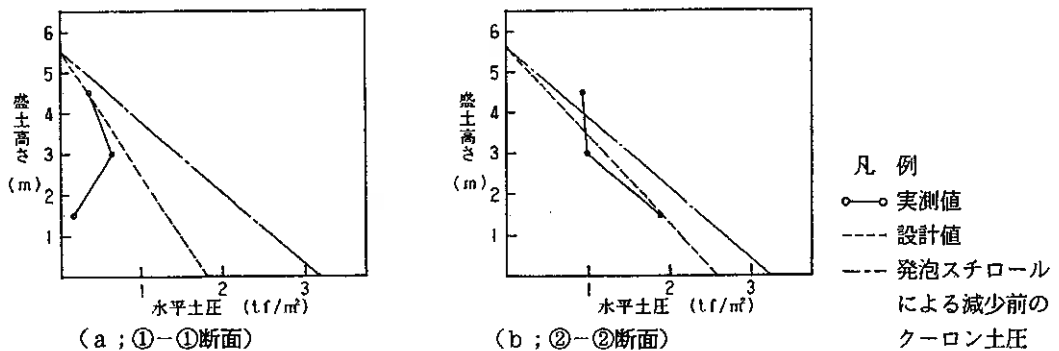 6
5
4
3
2
1
盛土高さ
(m)
1
2
3
水平土圧 (t.f/㎡)
(a;①-①断面)
6
5
4
3
2
1
盛土高さ
(m)
1
2
3
水平土圧 (t.f/㎡)
(b;②-②断面)
凡 例
実測値
設計値
発泡スチロール
による減少前の
クーロン土圧